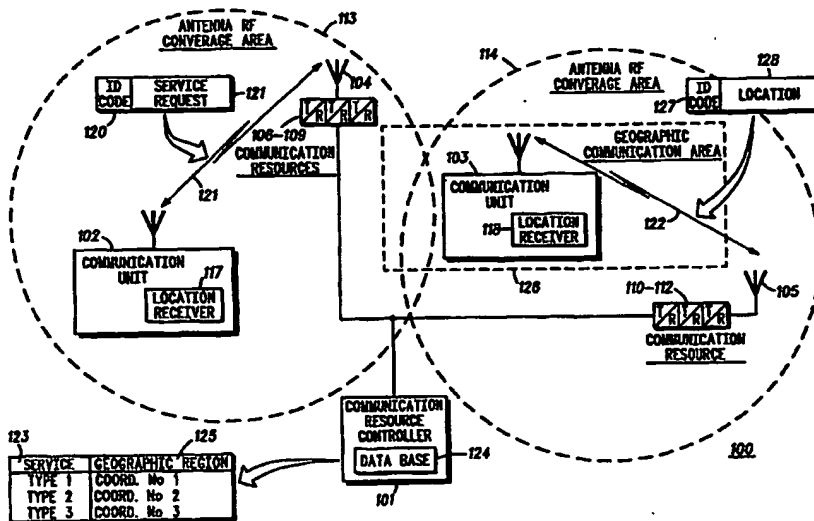 ANTENNA RF
CONVERAGE AREA
113
104
ID
CODE
SERVICE
REQUEST
121
120
T/R T/R T/R
106-109
COMMUNICATION
RESOURCES
121
102
COMMUNICATION
UNIT
117
LOCATION
RECEIVER
114
ANTENNA RF
CONVERAGE AREA
128
ID
CODE
LOCATION
127
GEOGRAPHIC
COMMUNICATION AREA
103
COMMUNICATION
UNIT
118
LOCATION
RECEIVER
122
126
105
110-112
T/R T/R T/R
COMMUNICATION
RESOURCE
COMMUNICATION
RESOURCE
CONTROLLER
DATA BASE
124
101
100
123
125
SERVICE GEOGRAPHIC REGION
TYPE 1 COORD. No 1
TYPE 2 COORD. No 2
TYPE 3 COORD. No 3